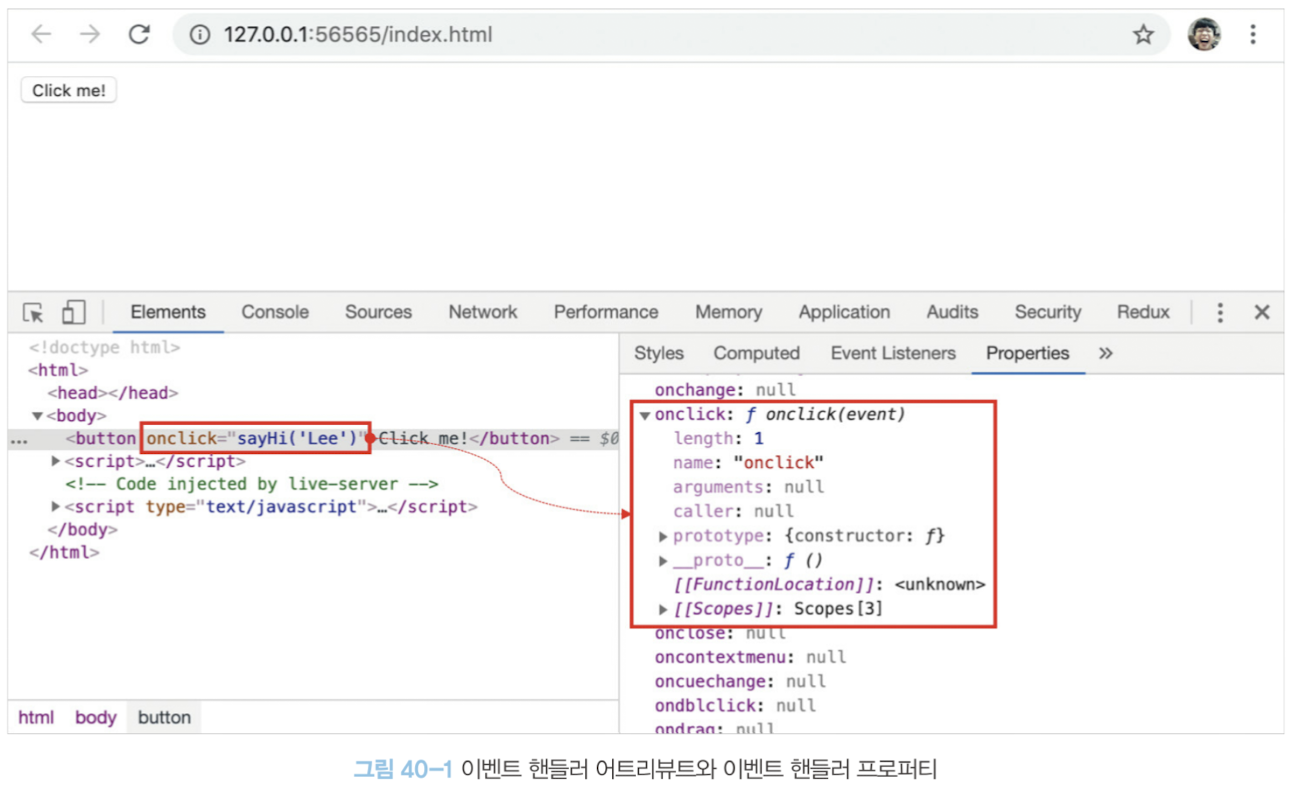 127.0.0.1:56565/index.html
Click me!
Elements Console Sources Network Performance Memory Application Audits Security Redux
<!doctype html>
<html>
<head></head>
▼<body>
... <button onclick="sayHi('Lee')" Click me!</button> == $0
▶<script>…</script>
<!-- Code injected by live-server -->
▶<script type="text/javascript">…</script>
</body>
</html>
html body button
Styles Computed Event Listeners Properties »
onchange: null
▼onclick: ƒ onclick(event)
length: 1
name: "onclick"
arguments: null
caller: null
▶prototype: {constructor: ƒ}
▶__proto__: ƒ ()
[[FunctionLocation]]: <unknown>
▶[[Scopes]]: Scopes[3]
onclose: null
oncontextmenu: null
oncuechange: null
ondblclick: null
ondrag: null
그림 40-1 이벤트 핸들러 어트리뷰트와 이벤트 핸들러 프로퍼티